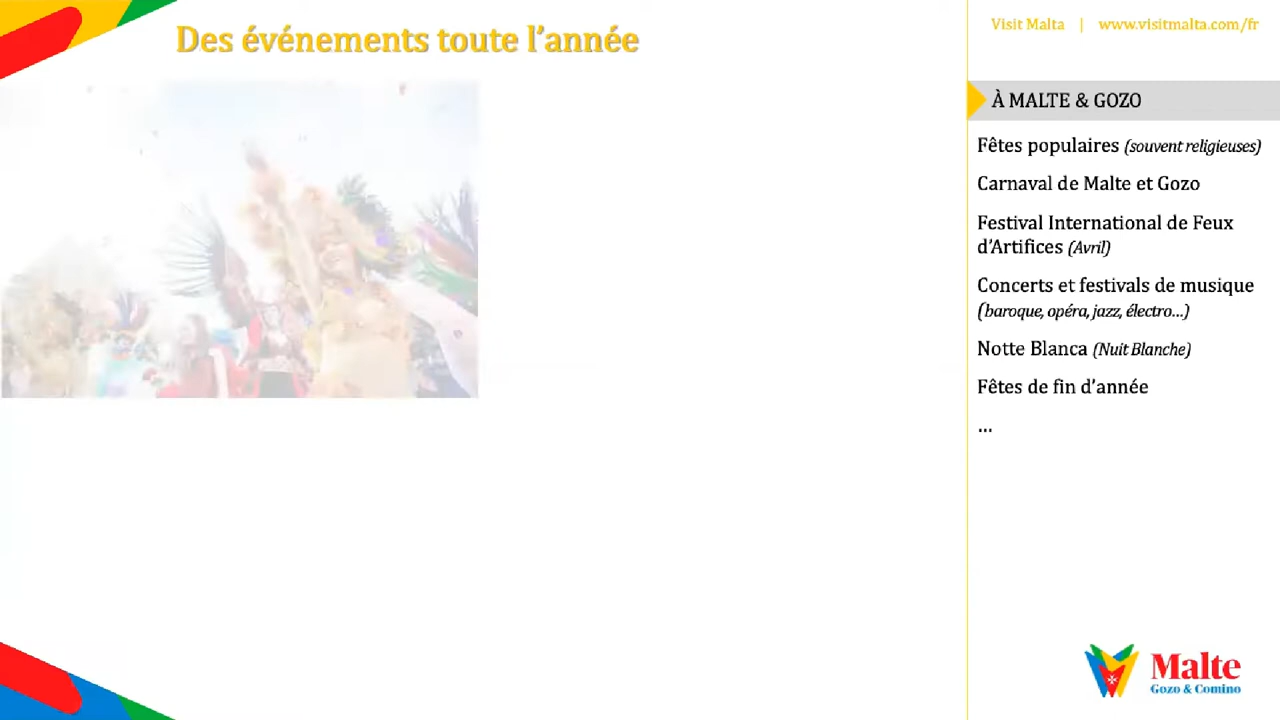 Des événements toute l’année
Visit Malta | www.visitmalta.com/fr
À MALTE & GOZO
Fêtes populaires (souvent religieuses)
Carnaval de Malte et Gozo
Festival International de Feux
d’Artifices (Avril)
Concerts et festivals de musique
(baroque, opéra, jazz, électro...)
Notte Blanca (Nuit Blanche)
Fêtes de fin d’année
...
Malte
Gozo & Comino